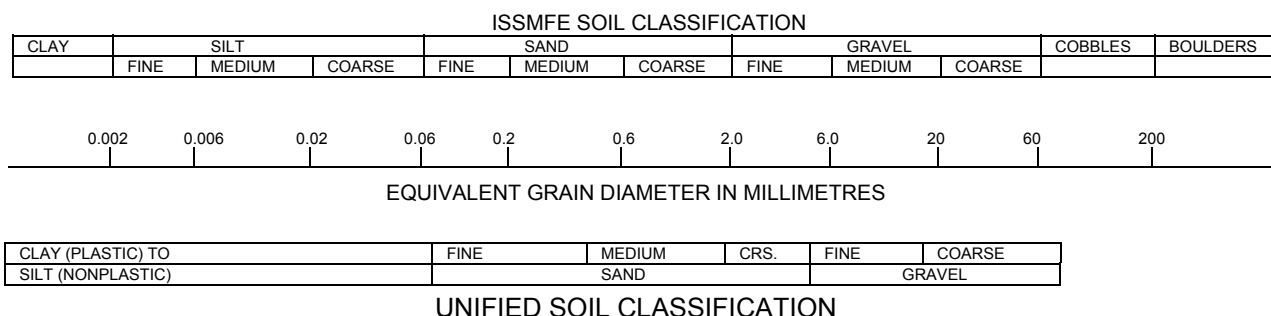 ISSMFE SOIL CLASSIFICATION
CLAY SILT SAND GRAVEL COBBLES BOULDERS
FINE MEDIUM COARSE FINE MEDIUM COARSE FINE MEDIUM COARSE
0.002 0.006 0.02 0.06 0.2 0.6 2.0 6.0 20 60 200
EQUIVALENT GRAIN DIAMETER IN MILLIMETRES
CLAY (PLASTIC) TO FINE MEDIUM CRS. FINE COARSE
SILT (NONPLASTIC) SAND GRAVEL
UNIFIED SOIL CLASSIFICATION